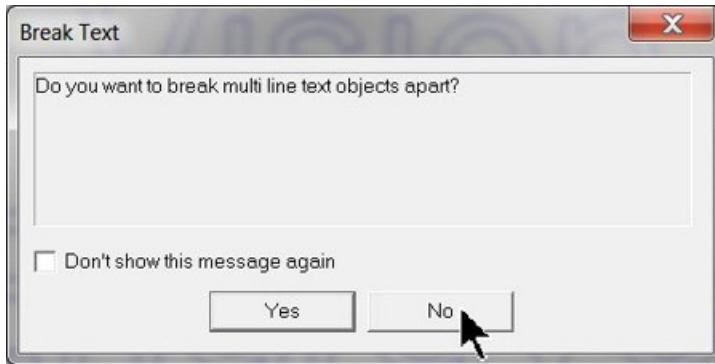 Break Text
Do you want to break multi line text objects apart?
Don't show this message again
Yes
No